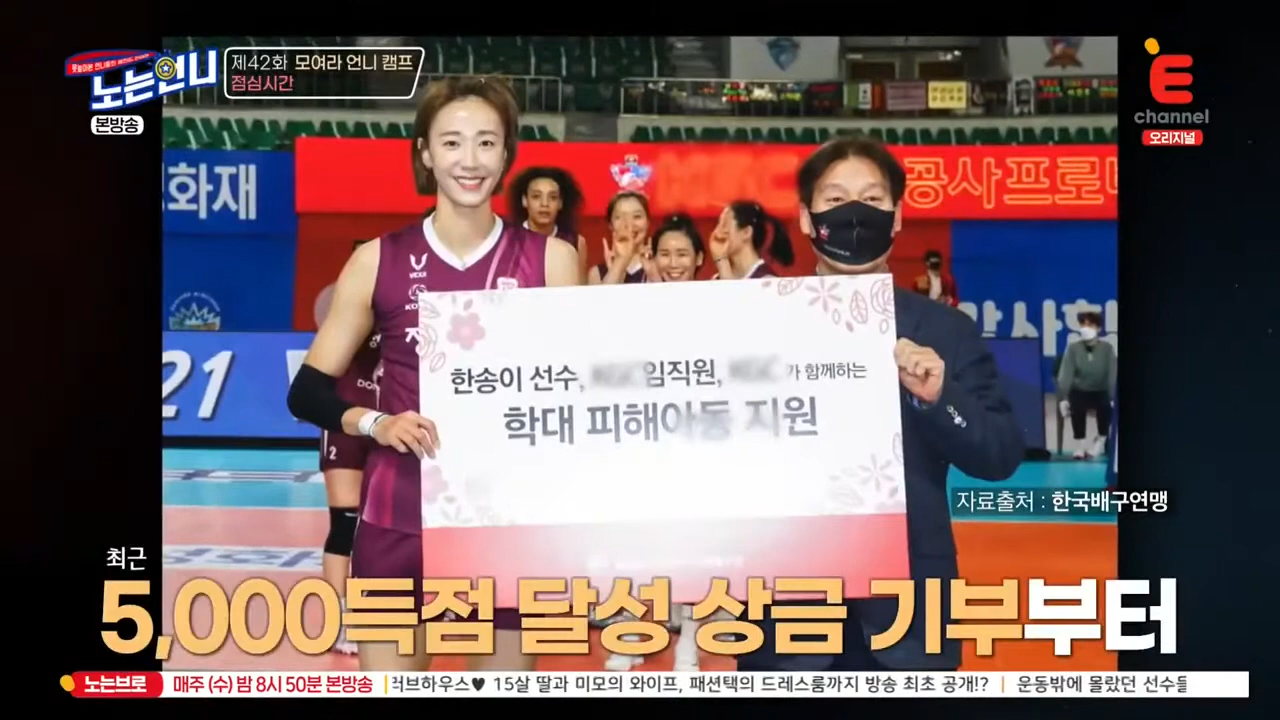 노는언니
본방송
제42화 모여라 언니 캠프
점심시간
E
channel
오리지널
화재
공사프로
21
감사합
한송이 선수, 임직원, 가 함께하는
학대 피해아동 지원
자료출처 : 한국배구연맹
최근
5,000득점 달성 상금 기부부터
노는브로
매주 (수) 밤 8시 50분 본방송
러브하우스♥ 15살 딸과 미모의 와이프, 패션텍의 드레스룸까지 방송 최초 공개!? | 운동밖에 몰랐던 선수들